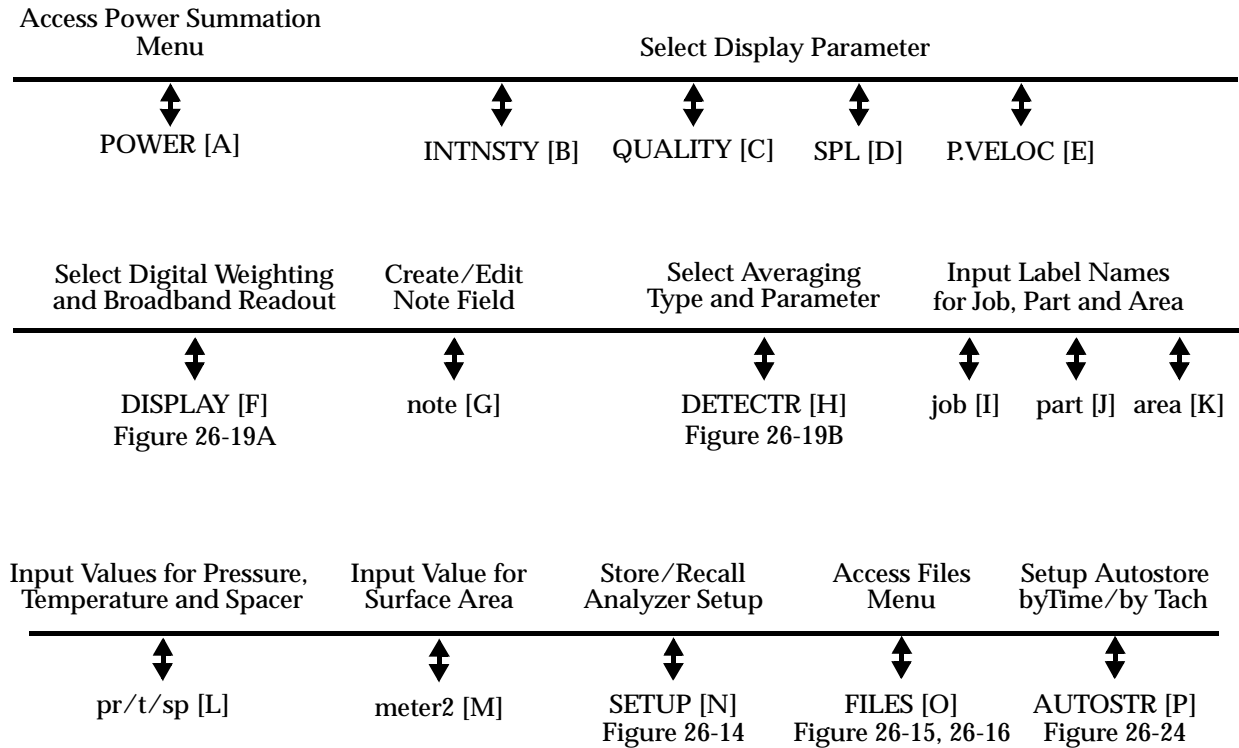 Access Power Summation
Menu
Select Display Parameter
POWER [A]
INTNSTY [B]
QUALITY [C]
SPL [D]
P.VELOC [E]
Select Digital Weighting
and Broadband Readout
Create/Edit
Note Field
Select Averaging
Type and Parameter
Input Label Names
for Job, Part and Area
DISPLAY [F]
Figure 26-19A
note [G]
DETECTR [H]
Figure 26-19B
job [I]
part [J]
area [K]
Input Values for Pressure,
Temperature and Spacer
Input Value for
Surface Area
Store/Recall
Analyzer Setup
Access Files
Menu
Setup Autostore
byTime/by Tach
pr/t/sp [L]
meter2 [M]
SETUP [N]
Figure 26-14
FILES [O]
Figure 26-15, 26-16
AUTOSTR [P]
Figure 26-24